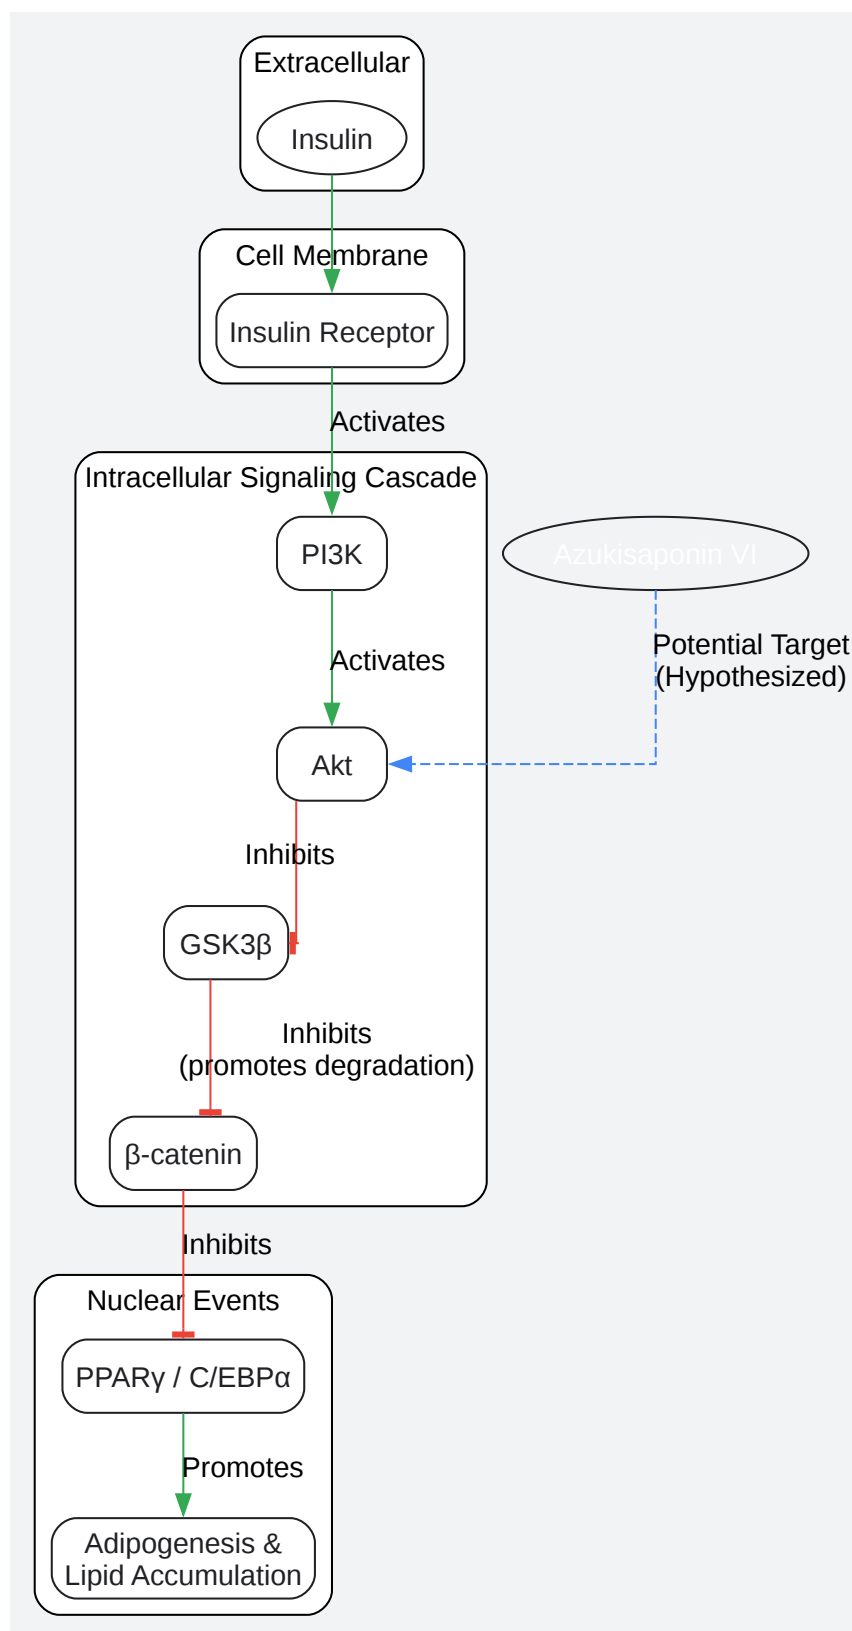 Extracellular
Insulin
Cell Membrane
Insulin Receptor
Activates
Intracellular Signaling Cascade
PI3K
Azukisaponin VI
Potential Target
(Hypothesized)
Activates
Akt
Inhibits
GSK3β
Inhibits
(promotes degradation)
β-catenin
Inhibits
Nuclear Events
PPARγ / C/EBPα
Promotes
Adipogenesis &
Lipid Accumulation